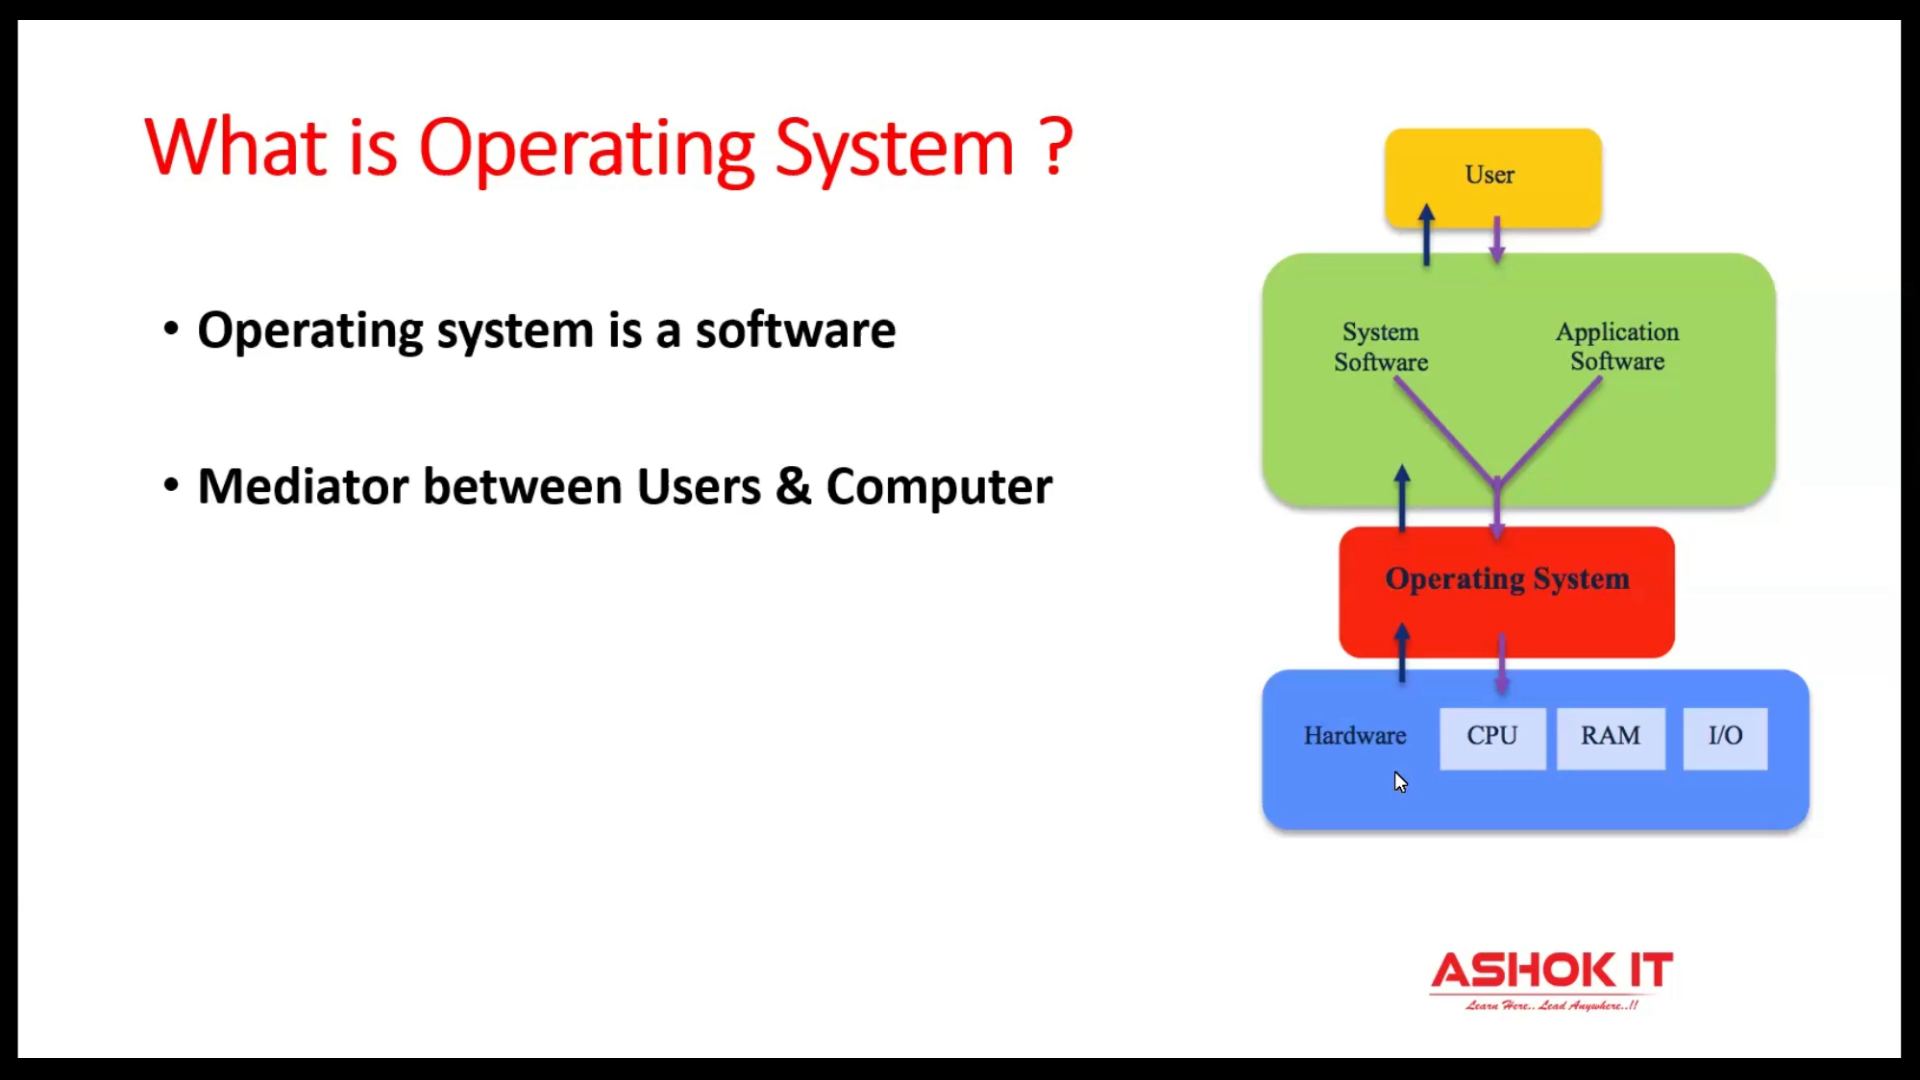 What is Operating System ?
• Operating system is a software
• Mediator between Users & Computer
User
System
Software
Application
Software
Operating System
Hardware
CPU
RAM
I/O
ASHOK IT
Learn Here.. Lead Anywhere..!!